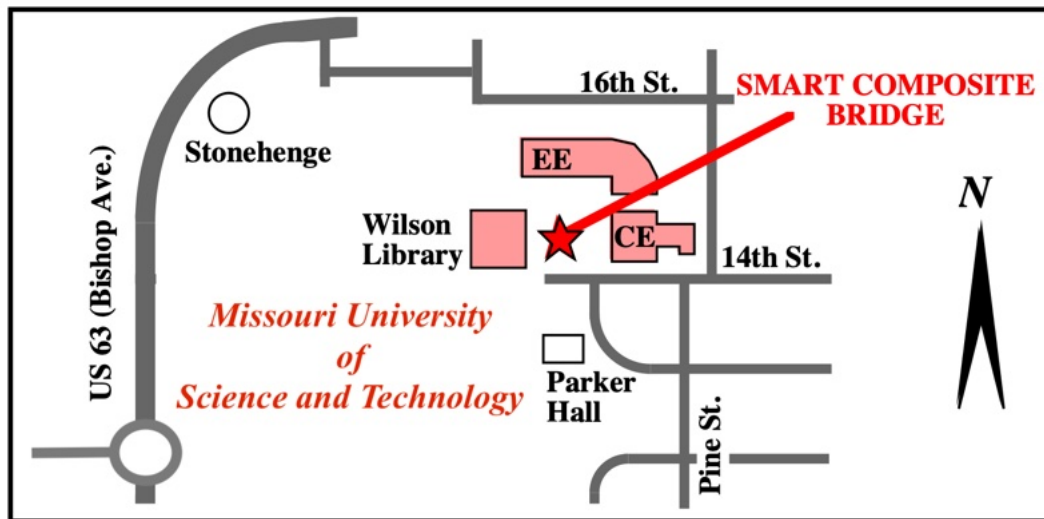 16th St.
SMART COMPOSITE
BRIDGE
Stonehenge
EE
N
Wilson
Library
CE
14th St.
US 63 (Bishop Ave.)
Missouri University
of
Science and Technology
Parker
Hall
Pine St.